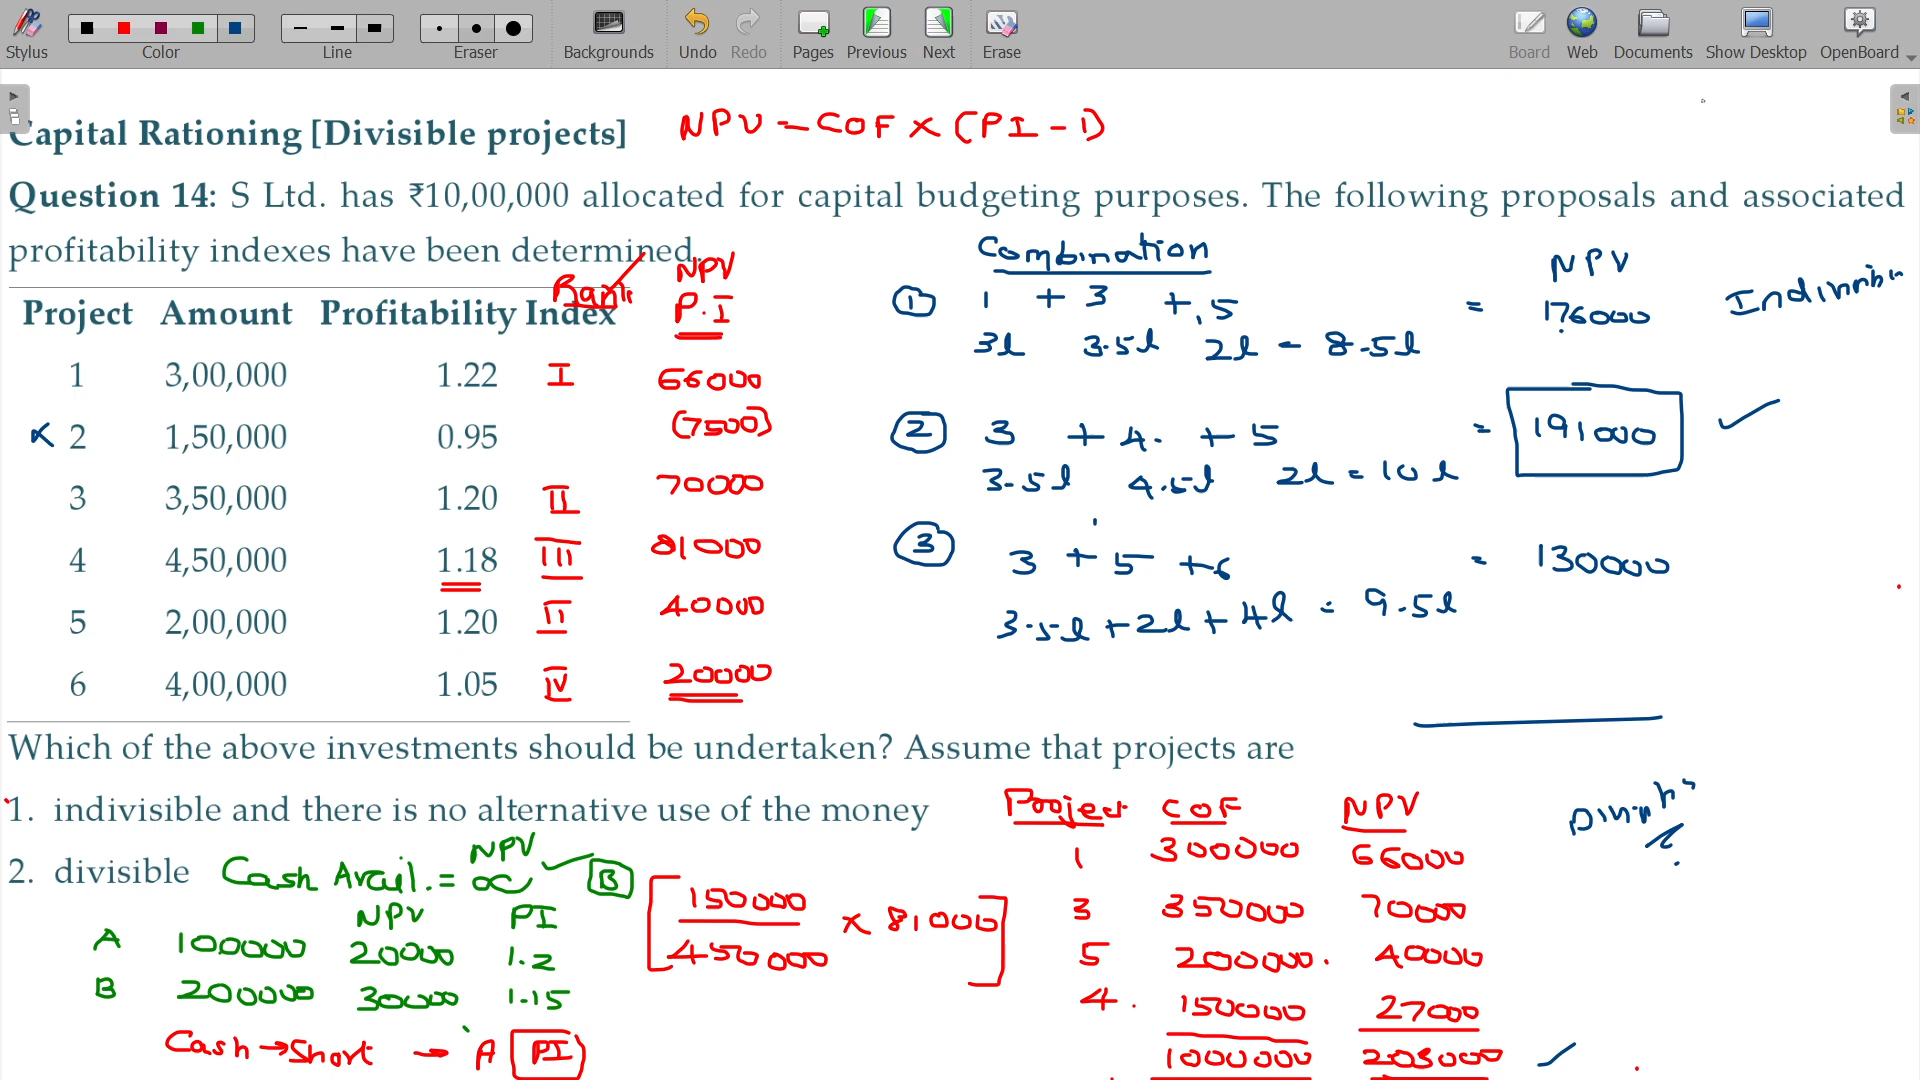 Stylus Color Line Eraser Backgrounds Undo Redo Pages Previous Next Erase Board Web Documents Show Desktop OpenBoard
Capital Rationing [Divisible projects] NPV = COF × (PI - 1)
Question 14: S Ltd. has ₹10,00,000 allocated for capital budgeting purposes. The following proposals and associated
profitability indexes have been determined.
Project Amount Profitability Index Rank NPV P.I
1 3,00,000 1.22 I 66000
2 1,50,000 0.95 (7500)
3 3,50,000 1.20 II 70000
4 4,50,000 1.18 III 81000
5 2,00,000 1.20 II 40000
6 4,00,000 1.05 IV 20000
Combination NPV
① 1 + 3 + 5 = 176000
3l 3.5l 2l = 8.5l
② 3 + 4 + 5 = 191000
3.5l 4.5l 2l = 10l
③ 3 + 5 + 6 = 130000
3.5l + 2l + 4l = 9.5l
Which of the above investments should be undertaken? Assume that projects are
1. indivisible and there is no alternative use of the money
2. divisible
Cash Avail. = ∝ NPV B
NPV PI
A 100000 20000 1.2
B 200000 30000 1.15
Cash → Short → A PI
[150000
450000 × 81000]
Project COF NPV
1 300000 66000
3 350000 70000
5 200000 40000
4 150000 27000
1000000 203000